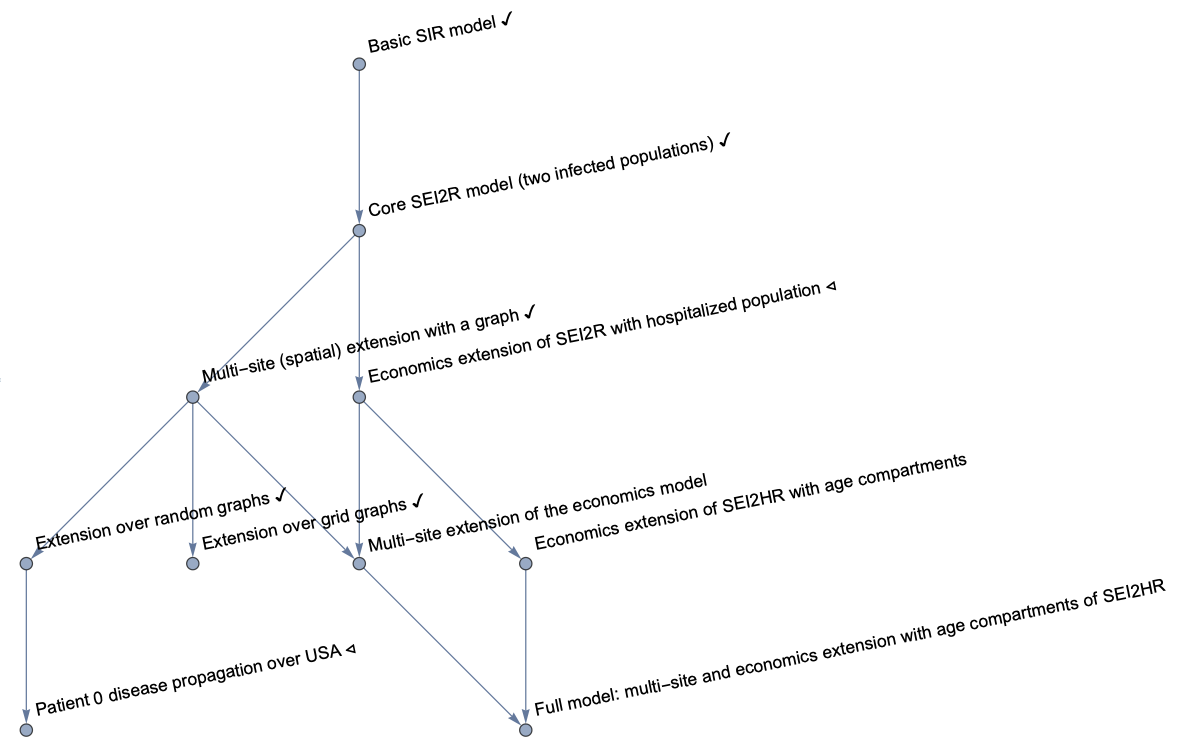 Basic SIR model ✓
Core SEI2R model (two infected populations) ✓
Multi−site (spatial) extension with a graph ✓
Economics extension of SEI2R with hospitalized population ⊲
Extension over random graphs ✓
Extension over grid graphs ✓
Multi−site extension of the economics model
Economics extension of SEI2HR with age compartments
Patient 0 disease propagation over USA ⊲
Full model: multi−site and economics extension with age compartments of SEI2HR